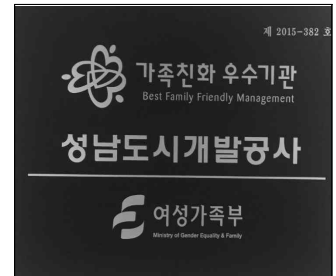 제 2015-382 호
가족친화 우수기관
Best Family Friendly Management
성남도시개발공사
여성가족부
Ministry of Gender Equality & Family